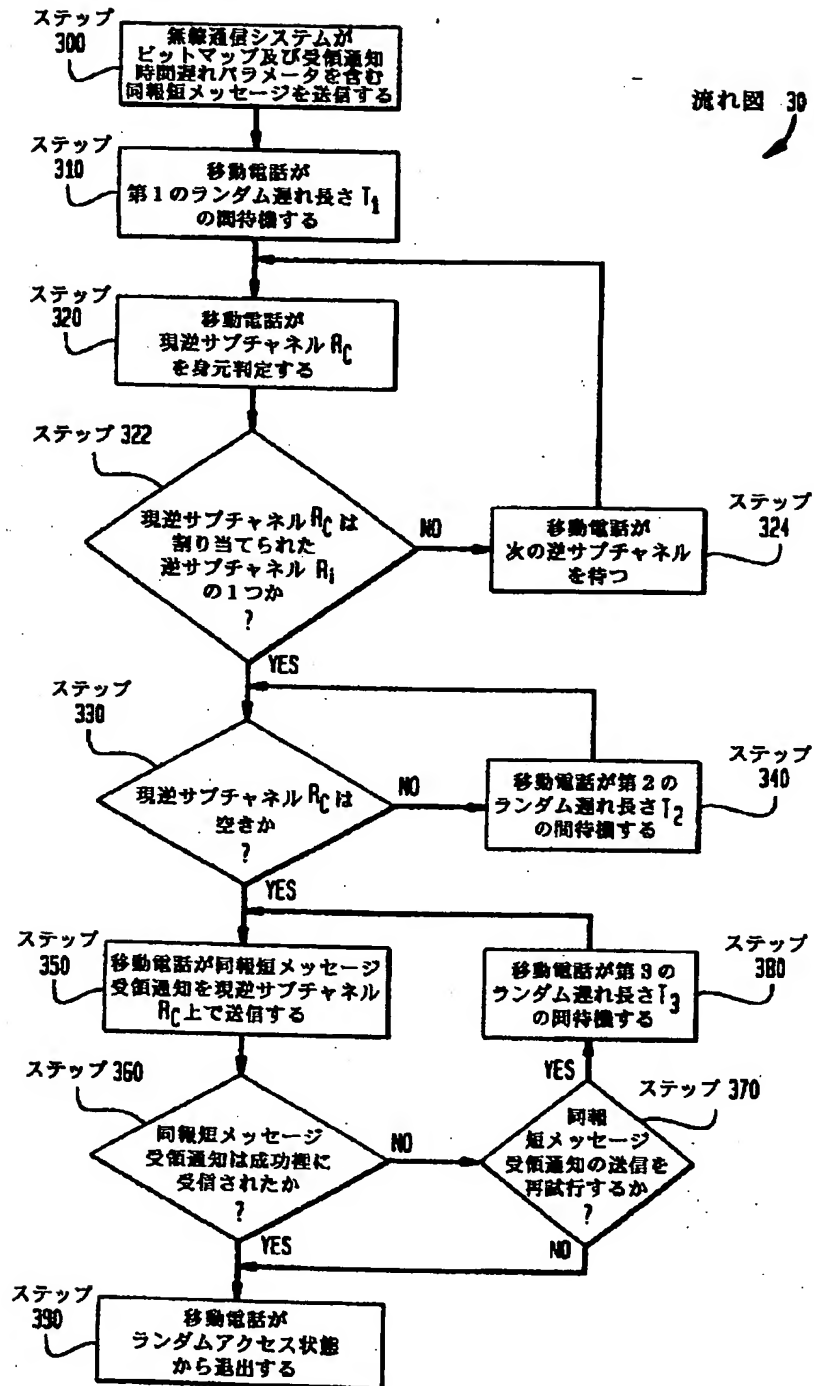 ステップ
300
無線通信システムが
ビットマップ及び受領通知
時間遅れパラメータを含む
同報短メッセージを送信する
流れ図 30
ステップ
310
移動電話が
第1のランダム遅れ長さ T1
の間待機する
ステップ
320
移動電話が
現逆サブチャネル RC
を身元判定する
ステップ 322
現逆サブチャネル RC は
割り当てられた
逆サブチャネル Ri
の1つか
?
NO
移動電話が
次の逆サブチャネル
を待つ
ステップ
324
YES
ステップ
330
現逆サブチャネル RC は
空きか
?
NO
移動電話が第2の
ランダム遅れ長さ T2
の間待機する
ステップ
340
YES
ステップ
350
移動電話が同報短メッセージ
受領通知を現逆サブチャネル
RC上で送信する
移動電話が第3の
ランダム遅れ長さ T3
の間待機する
ステップ
380
ステップ 360
同報短メッセージ
受領通知は成功裡に
受信されたか
?
NO
YES
ステップ 370
同報
短メッセージ
受領通知の送信を
再試行するか
?
YES
NO
ステップ
390
移動電話が
ランダムアクセス状態
から退出する